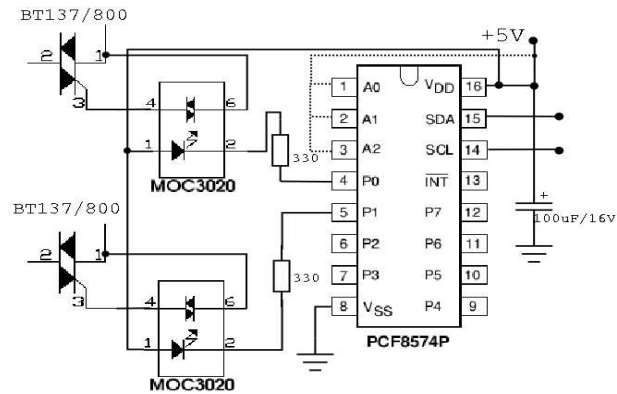 BT137/800
+5V
2 1
3
4 6
1 2
MOC3020
330
1 A0 VDD 16
2 A1 SDA 15
3 A2 SCL 14
4 P0 INT 13
5 P1 P7 12
6 P2 P6 11
7 P3 P5 10
8 VSS P4 9
PCF8574P
+
100uF/16V
BT137/800
2 1
3
4 6
1 2
MOC3020
330